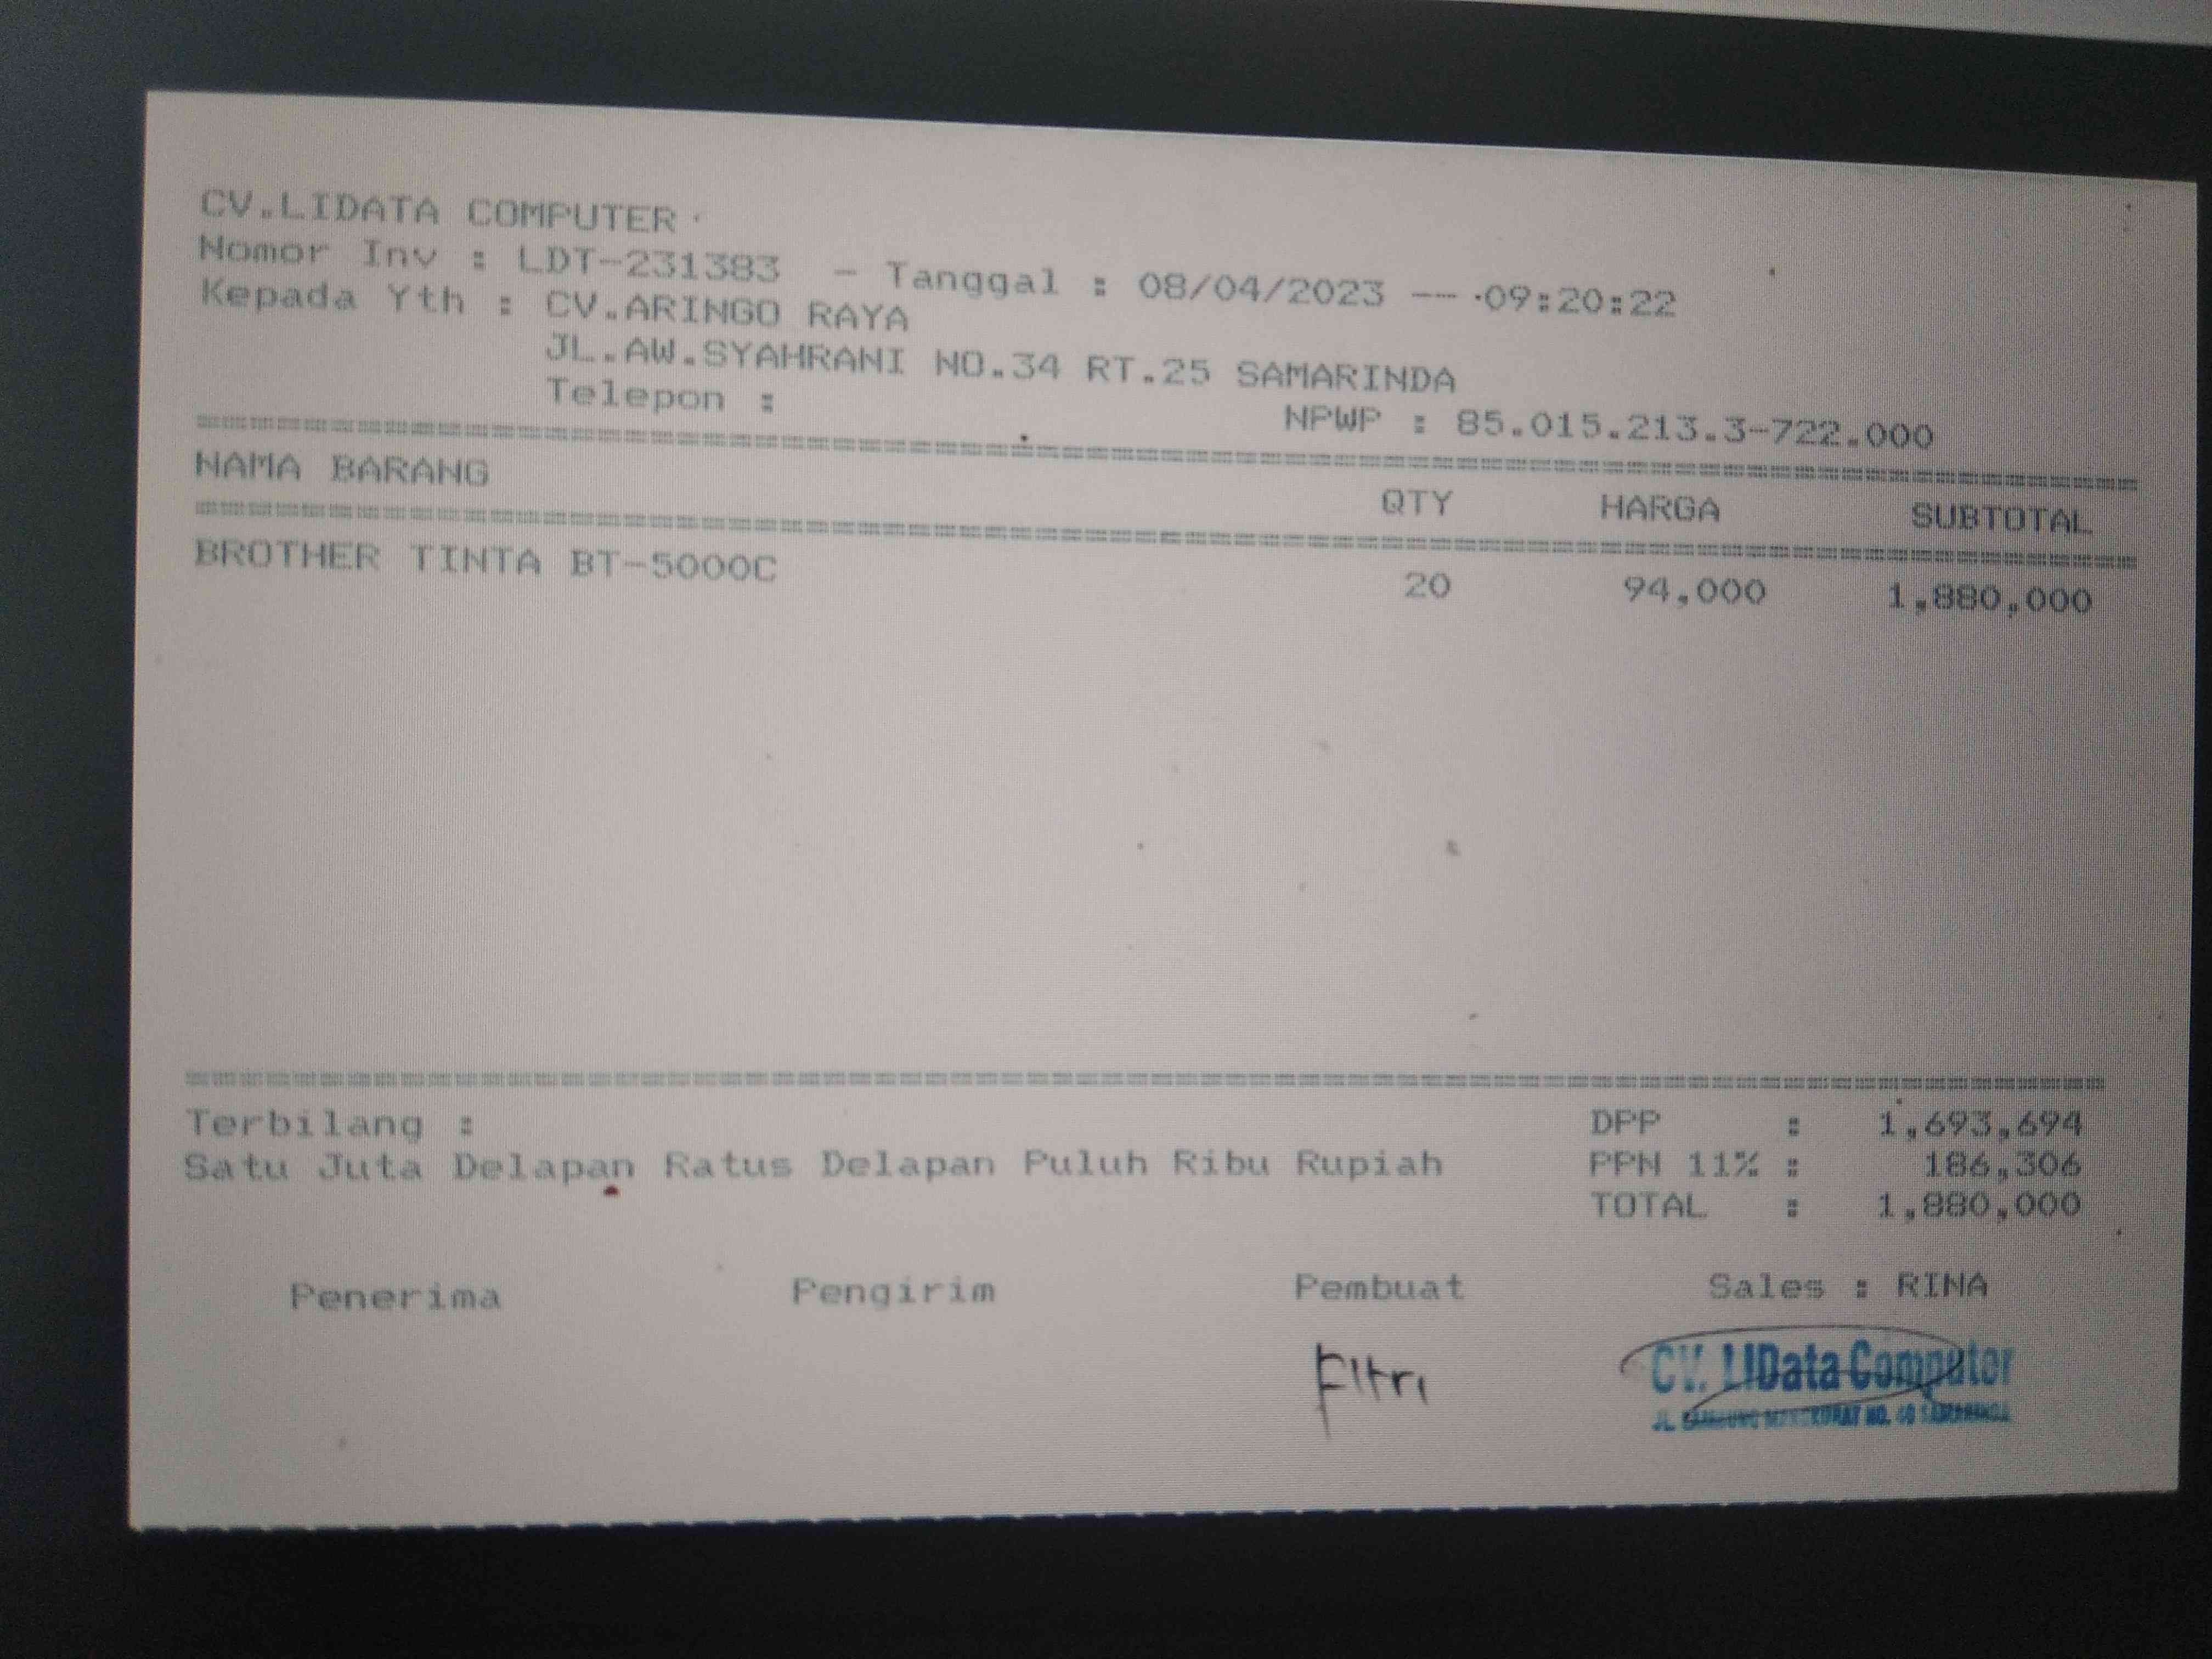 CV.LIDATA COMPUTER
Nomor Inv : LDT-231383 - Tanggal : 08/04/2023 -- 09:20:22
Kepada Yth : CV.ARINGO RAYA
JL.AW.SYAHRANI NO.34 RT.25 SAMARINDA
Telepon : NPWP : 85.015.213.3-722.000
NAMA BARANG QTY HARGA SUBTOTAL
BROTHER TINTA BT-5000C 20 94,000 1,880,000
Terbilang : DPP : 1,693,694
Satu Juta Delapan Ratus Delapan Puluh Ribu Rupiah PPN 11% : 186,306
TOTAL : 1,880,000
Penerima Pengirim Pembuat Sales : RINA
Fitri
CV. LIData Computer
JL. NO. SAMARINDA